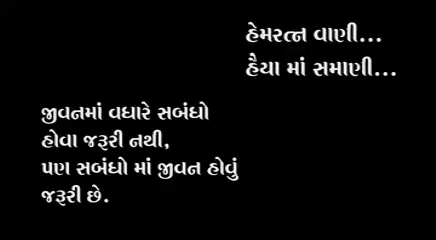 હેમરત્ન વાણી...
હૈયા માં સમાણી...
જીવનમાં વધારે સબંધો
હોવા જરૂરી નથી,
પણ સબંધો માં જીવન હોવું
જરૂરી છે.